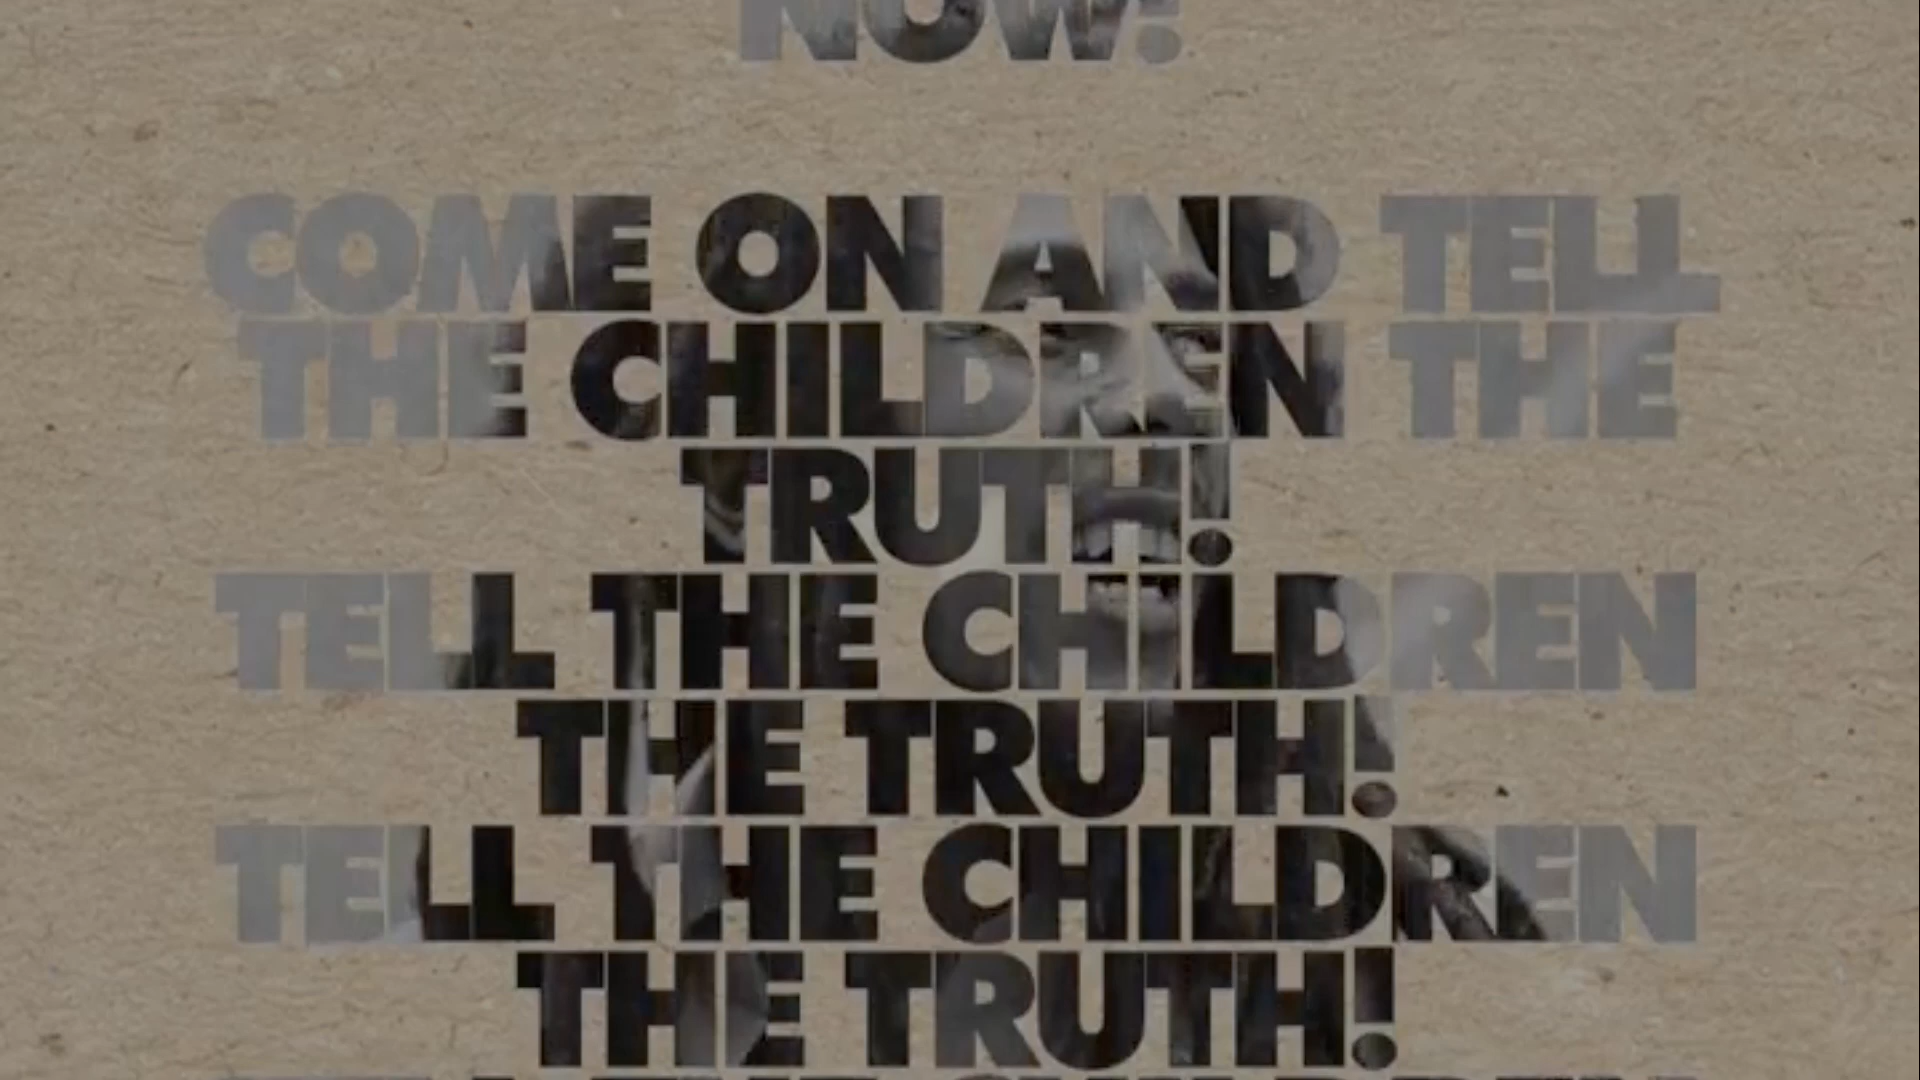 NOW!
COME ON AND TELL
THE CHILDREN THE
TRUTH!
TELL THE CHILDREN
THE TRUTH!
TELL THE CHILDREN
THE TRUTH!